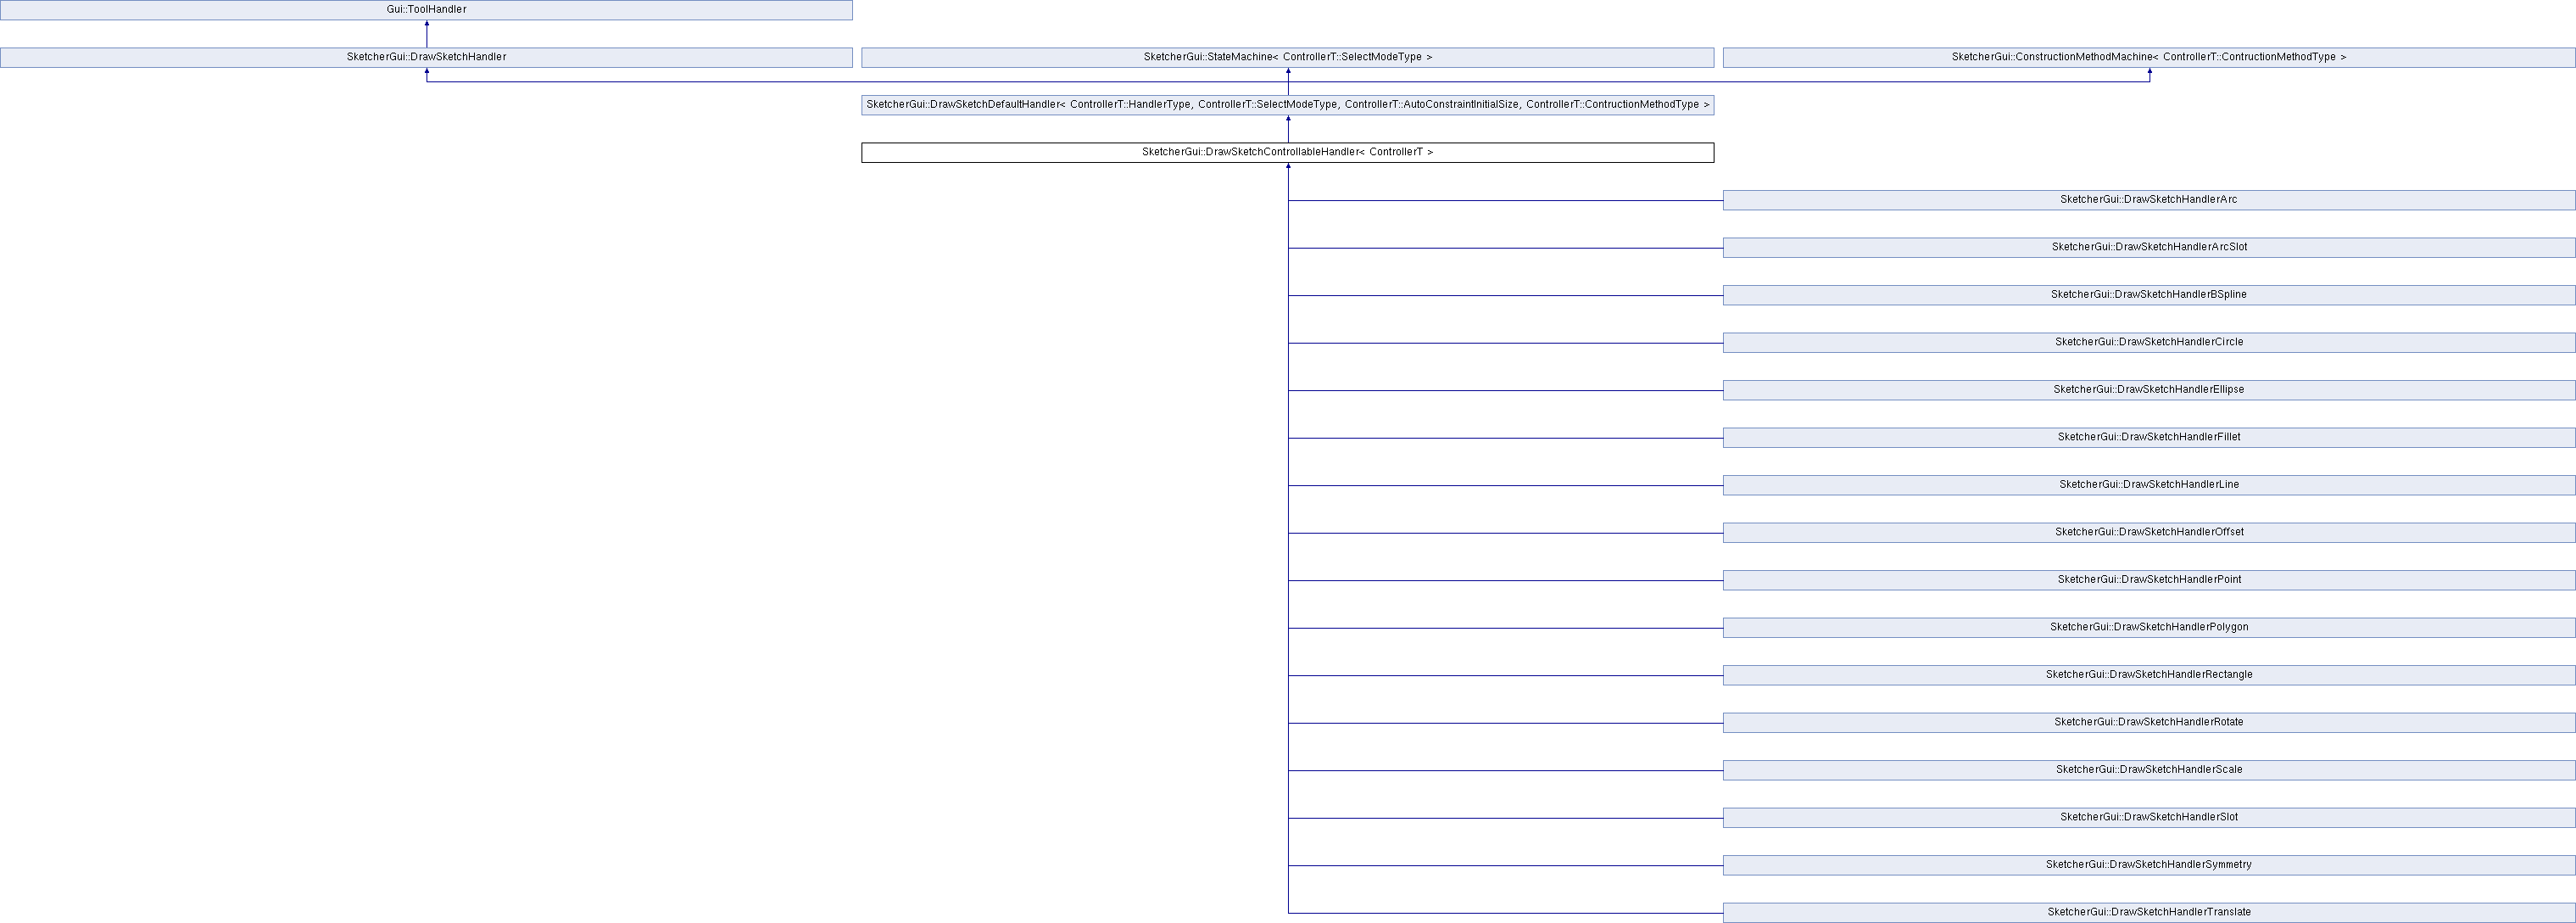 Gui::ToolHandler
SketcherGui::DrawSketchHandler
SketcherGui::StateMachine< ControllerT::SelectModeType >
SketcherGui::ConstructionMethodMachine< ControllerT::ContructionMethodType >
SketcherGui::DrawSketchDefaultHandler< ControllerT::HandlerType, ControllerT::SelectModeType, ControllerT::AutoConstraintInitialSize, ControllerT::ContructionMethodType >
SketcherGui::DrawSketchControllableHandler< ControllerT >
SketcherGui::DrawSketchHandlerArc
SketcherGui::DrawSketchHandlerArcSlot
SketcherGui::DrawSketchHandlerBSpline
SketcherGui::DrawSketchHandlerCircle
SketcherGui::DrawSketchHandlerEllipse
SketcherGui::DrawSketchHandlerFillet
SketcherGui::DrawSketchHandlerLine
SketcherGui::DrawSketchHandlerOffset
SketcherGui::DrawSketchHandlerPoint
SketcherGui::DrawSketchHandlerPolygon
SketcherGui::DrawSketchHandlerRectangle
SketcherGui::DrawSketchHandlerRotate
SketcherGui::DrawSketchHandlerScale
SketcherGui::DrawSketchHandlerSlot
SketcherGui::DrawSketchHandlerSymmetry
SketcherGui::DrawSketchHandlerTranslate